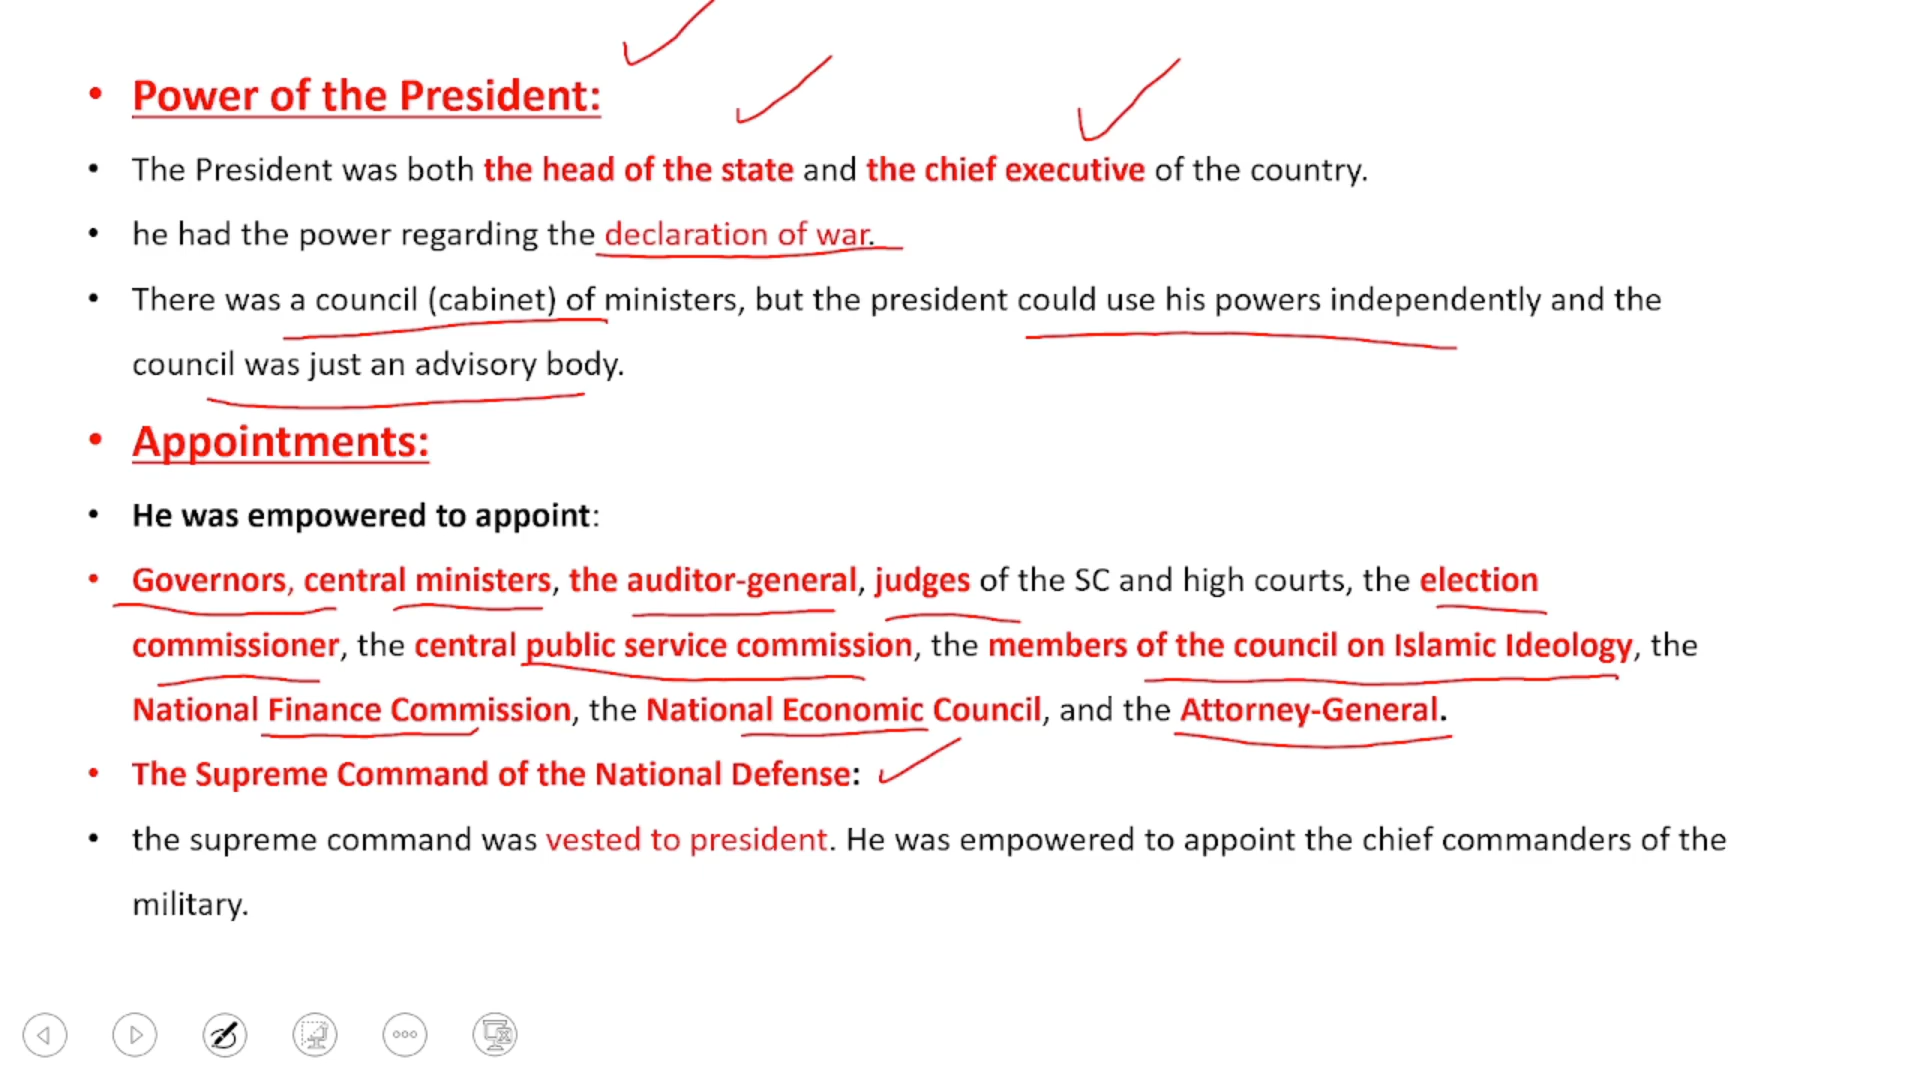 • Power of the President:
• The President was both the head of the state and the chief executive of the country.
• he had the power regarding the declaration of war.
• There was a council (cabinet) of ministers, but the president could use his powers independently and the
council was just an advisory body.
• Appointments:
• He was empowered to appoint:
• Governors, central ministers, the auditor-general, judges of the SC and high courts, the election
commissioner, the central public service commission, the members of the council on Islamic Ideology, the
National Finance Commission, the National Economic Council, and the Attorney-General.
• The Supreme Command of the National Defense:
• the supreme command was vested to president. He was empowered to appoint the chief commanders of the
military.